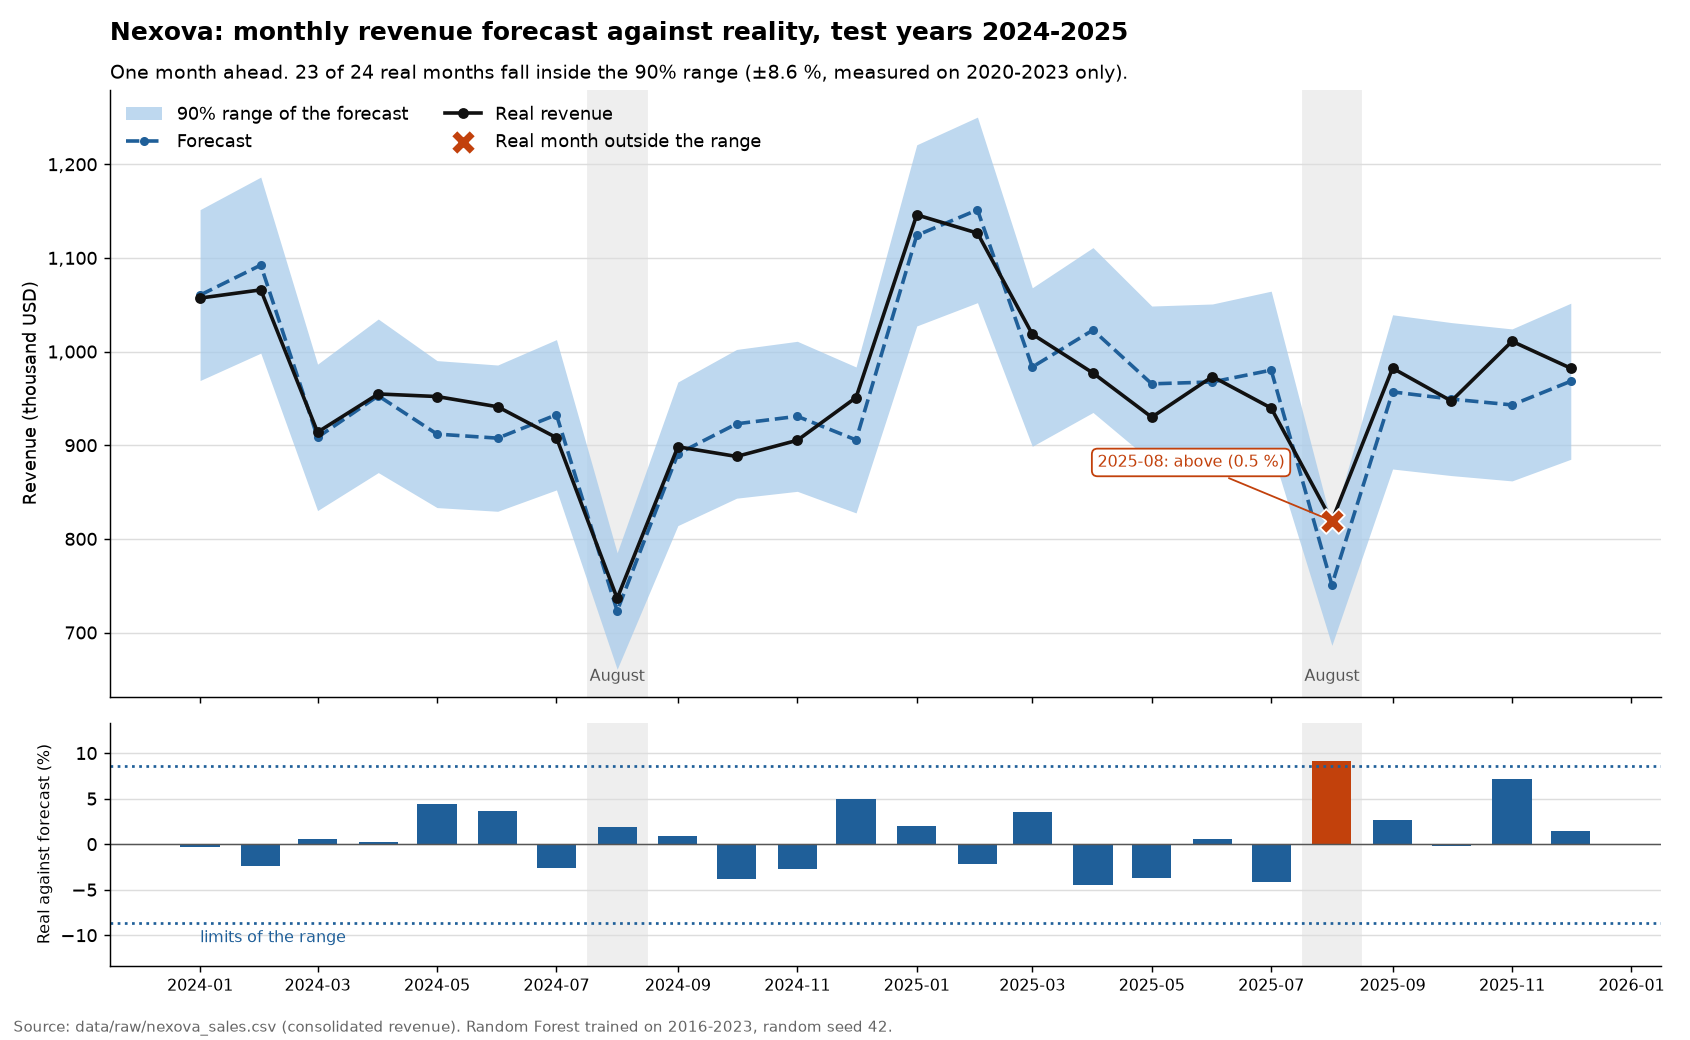 Nexova: monthly revenue forecast against reality, test years 2024-2025
One month ahead. 23 of 24 real months fall inside the 90% range (±8.6 %, measured on 2020-2023 only).
90% range of the forecast
Forecast
Real revenue
Real month outside the range
Revenue (thousand USD)
1,200
1,100
1,000
900
800
700
2025-08: above (0.5 %)
August
August
Real against forecast (%)
10
5
0
−5
−10
limits of the range
2024-01
2024-03
2024-05
2024-07
2024-09
2024-11
2025-01
2025-03
2025-05
2025-07
2025-09
2025-11
2026-01
Source: data/raw/nexova_sales.csv (consolidated revenue). Random Forest trained on 2016-2023, random seed 42.